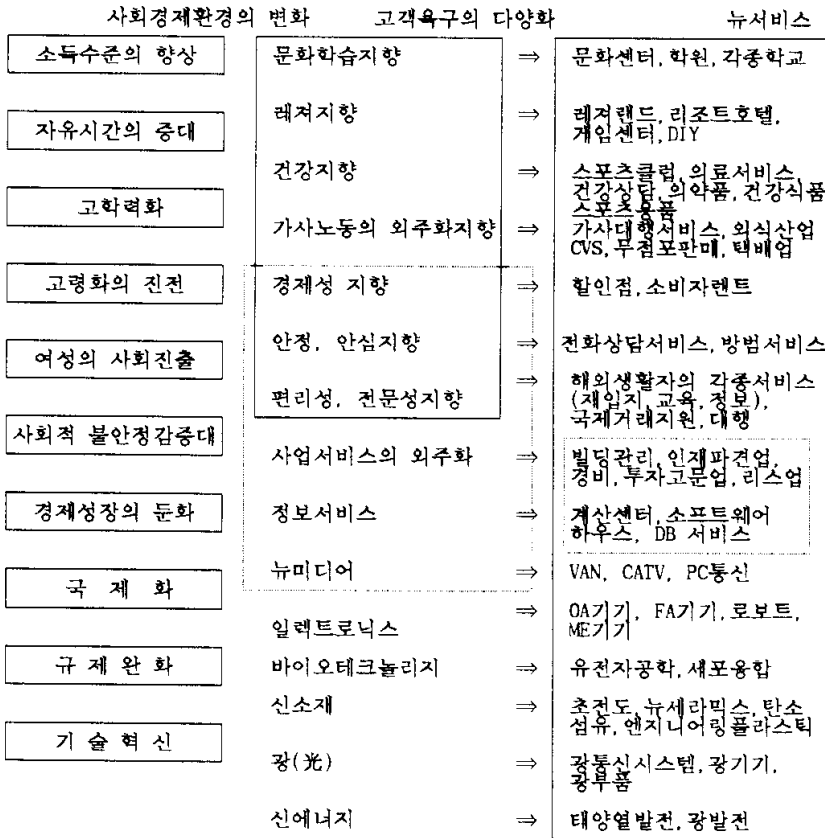 사회경제환경의 변화 고객욕구의 다양화 뉴서비스
소득수준의 향상
자유시간의 증대
고학력화
고령화의 진전
여성의 사회진출
사회적 불안정감증대
경제성장의 둔화
국 제 화
규 제 완 화
기 술 혁 신
문화학습지향 ⇒ 문화센터, 학원, 각종학교
레져지향 ⇒ 레져랜드, 리조트호텔,
게임센터, DIY
건강지향 ⇒ 스포츠클럽, 의료서비스,
건강상담, 의약품, 건강식품
스포츠용품
가사노동의 외주화지향 ⇒ 가사대행서비스, 외식산업
CVS, 무점포판매, 택배업
경제성 지향 ⇒ 할인점, 소비자렌트
안정, 안심지향 ⇒ 전화상담서비스, 방범서비스
편리성, 전문성지향 ⇒ 해외생활자의 각종서비스
(재입지, 교육, 정보),
국제거래지원, 대행
사업서비스의 외주화 ⇒ 빌딩관리, 인재파견업,
경비, 투자고문업, 리스업
정보서비스 ⇒ 계산센터, 소프트웨어
하우스, DB 서비스
뉴미디어 ⇒ VAN, CATV, PC통신
일렉트로닉스 ⇒ OA기기, FA기기, 로보트,
ME기기
바이오테크놀리지 ⇒ 유전자공학, 세포융합
신소재 ⇒ 초전도, 뉴세라믹스, 탄소
섬유, 엔지니어링플라스틱
광(光) ⇒ 광통신시스템, 광기기,
광부품
신에너지 ⇒ 태양열발전, 광발전